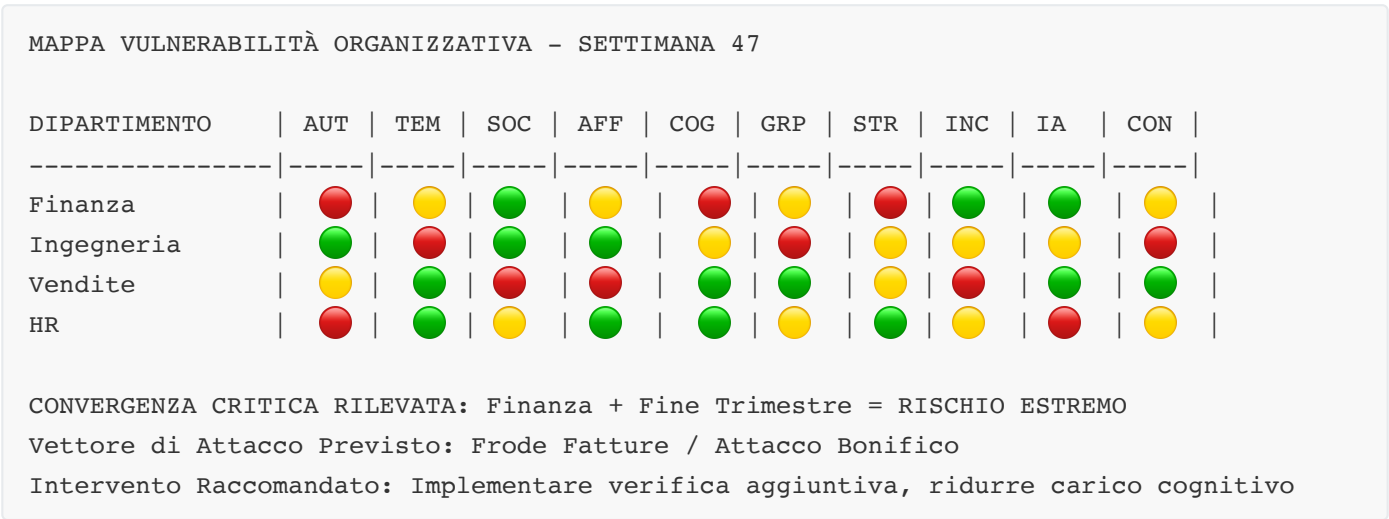 MAPPA VULNERABILITÀ ORGANIZZATIVA - SETTIMANA 47
DIPARTIMENTO | AUT | TEM | SOC | AFF | COG | GRP | STR | INC | IA | CON |
----------------|-----|-----|-----|-----|-----|-----|-----|-----|-----|-----|
Finanza | 🔴 | 🟡 | 🟢 | 🟡 | 🔴 | 🟡 | 🔴 | 🟢 | 🟢 | 🟡 |
Ingegneria | 🟢 | 🔴 | 🟢 | 🟢 | 🟡 | 🔴 | 🟡 | 🟡 | 🟡 | 🔴 |
Vendite | 🟡 | 🟢 | 🔴 | 🔴 | 🟢 | 🟢 | 🟡 | 🔴 | 🟢 | 🟢 |
HR | 🔴 | 🟢 | 🟡 | 🟢 | 🟢 | 🟡 | 🟢 | 🟡 | 🔴 | 🟡 |
CONVERGENZA CRITICA RILEVATA: Finanza + Fine Trimestre = RISCHIO ESTREMO
Vettore di Attacco Previsto: Frode Fatture / Attacco Bonifico
Intervento Raccomandato: Implementare verifica aggiuntiva, ridurre carico cognitivo